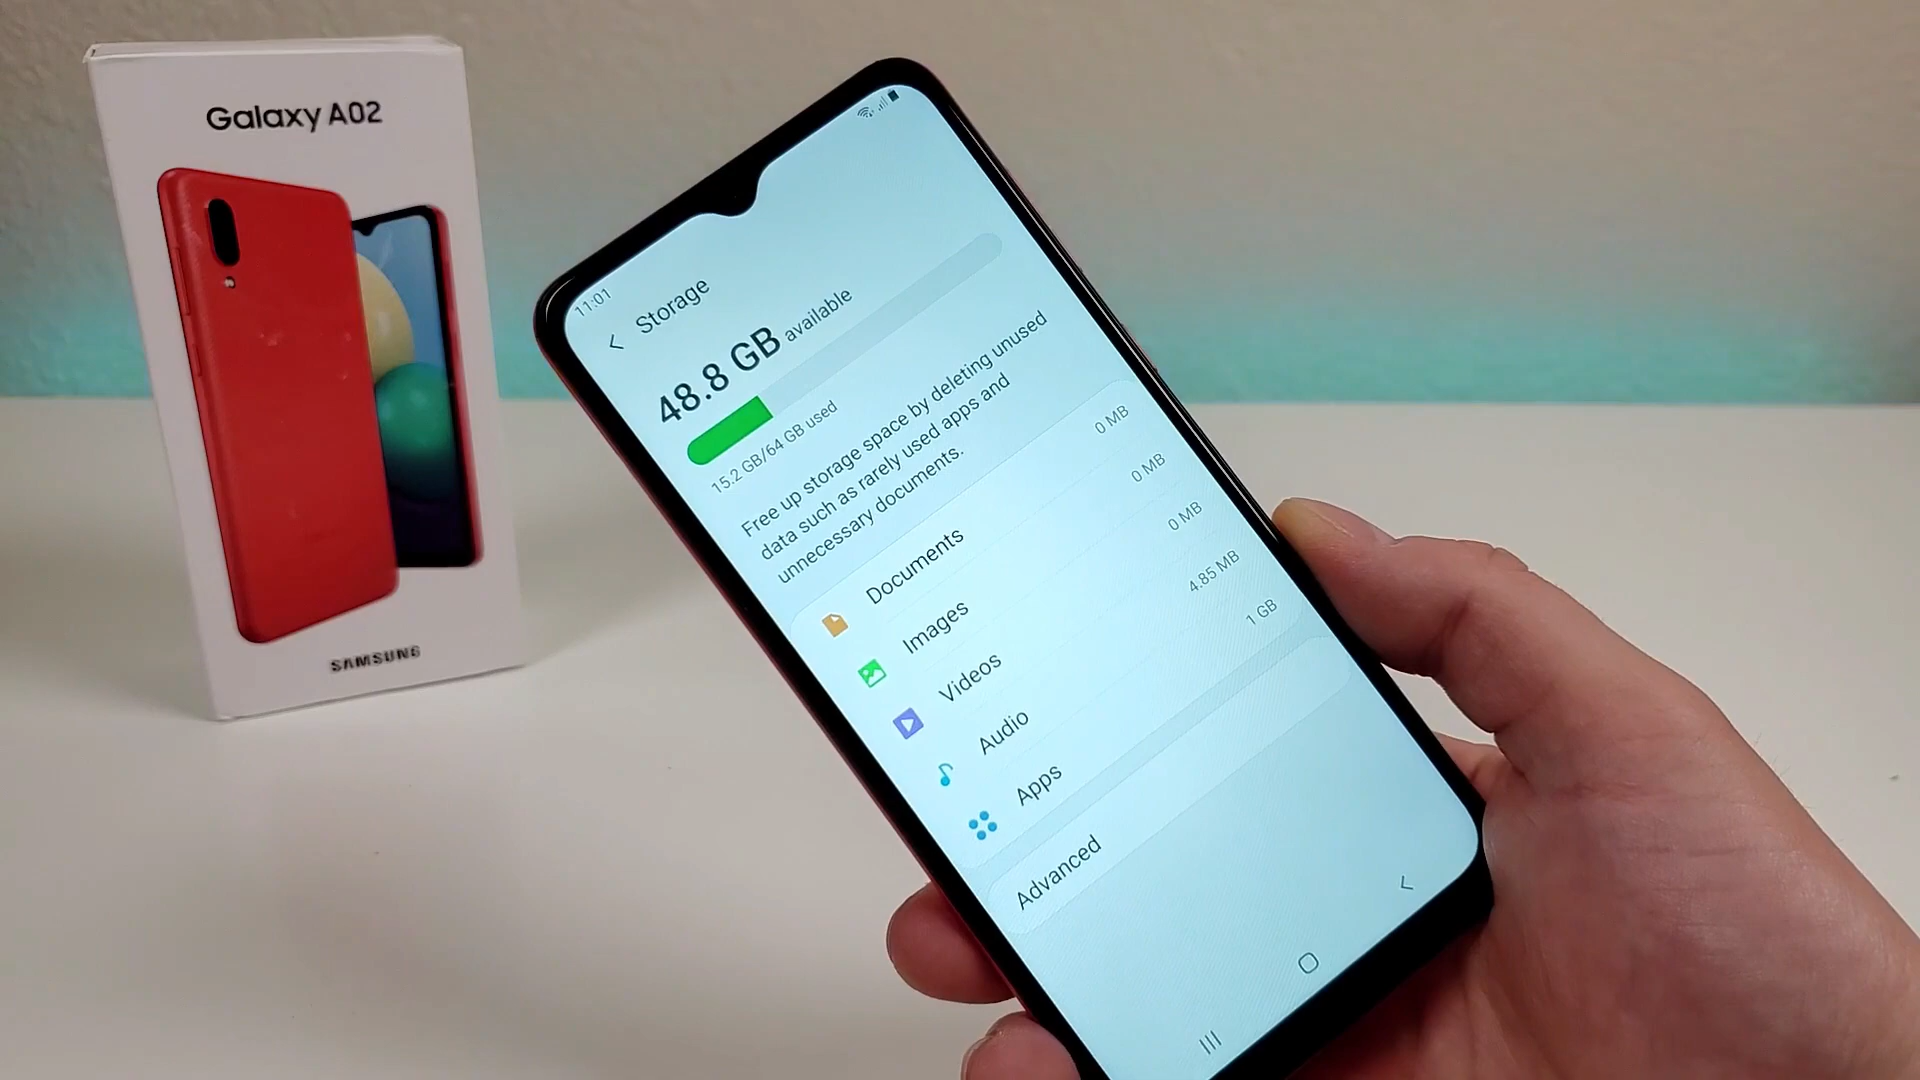 Galaxy A02
SAMSUNG
11:01
Storage
48.8 GB available
15.2 GB/64 GB used
Free up storage space by deleting unused
data such as rarely used apps and
unnecessary documents.
Documents 0 MB
Images 0 MB
Videos 0 MB
Audio 4.85 MB
Apps 1 GB
Advanced